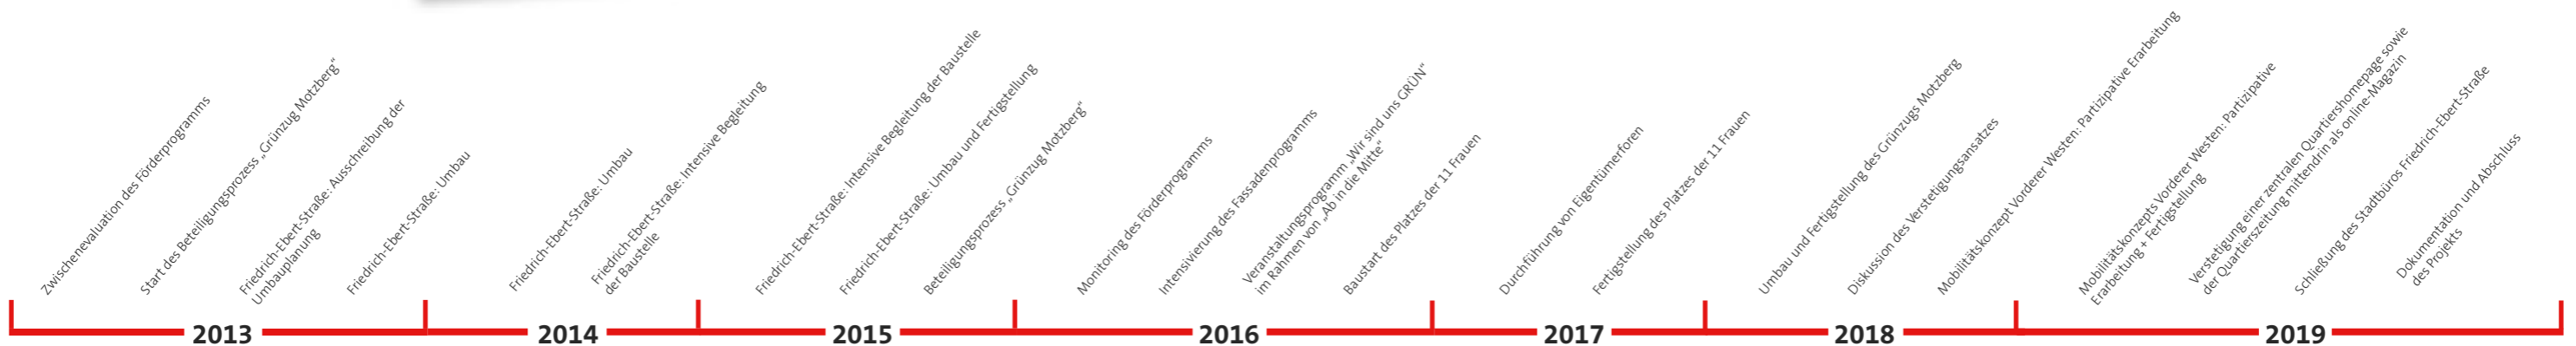 Zwischenevaluation des Förderprogramms
Start des Beteiligungsprozess „Grünzug Motzberg“
Friedrich-Ebert-Straße: Ausschreibung der
Umbauplanung
Friedrich-Ebert-Straße: Umbau
2013
Friedrich-Ebert-Straße: Umbau
Friedrich-Ebert-Straße: Intensive Begleitung
der Baustelle
2014
Friedrich-Ebert-Straße: Intensive Begleitung der Baustelle
Friedrich-Ebert-Straße: Umbau und Fertigstellung
Beteiligungsprozess „Grünzug Motzberg“
2015
Monitoring des Förderprogramms
Intensivierung des Fassadenprogramms
Veranstaltungsprogramm „Wir sind uns GRÜN“
im Rahmen von „Ab in die Mitte“
Baustart des Platzes der 11 Frauen
2016
Durchführung von Eigentümerforen
Fertigstellung des Platzes der 11 Frauen
2017
Umbau und Fertigstellung des Grünzugs Motzberg
Diskussion des Verstetigungsansatzes
Mobilitätskonzept Vorderer Westen: Partizipative Erarbeitung
2018
Mobilitätskonzepts Vorderer Westen: Partizipative
Erarbeitung + Fertigstellung
Verstetigung einer zentralen Quartiershomepage sowie
der Quartierszeitung mittendrin als online-Magazin
Schließung des Stadtbüros Friedrich-Ebert-Straße
Dokumentation und Abschluss
des Projekts
2019